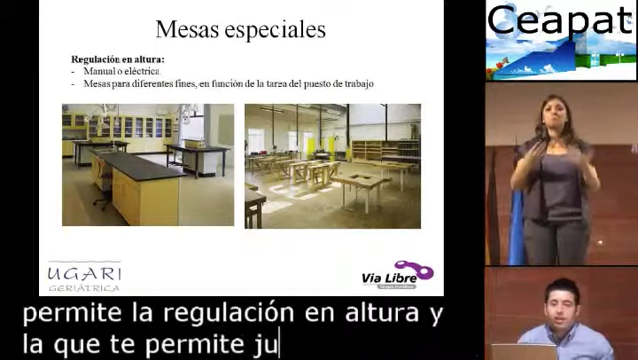 Mesas especiales
Ceapat
Regulación en altura:
- Manual o eléctrica
- Mesas para diferentes fines, en función de la tarea del puesto de trabajo
UGARI
GERIÁTRICA
Vía Libre
permite la regulación en altura y
la que te permite ju